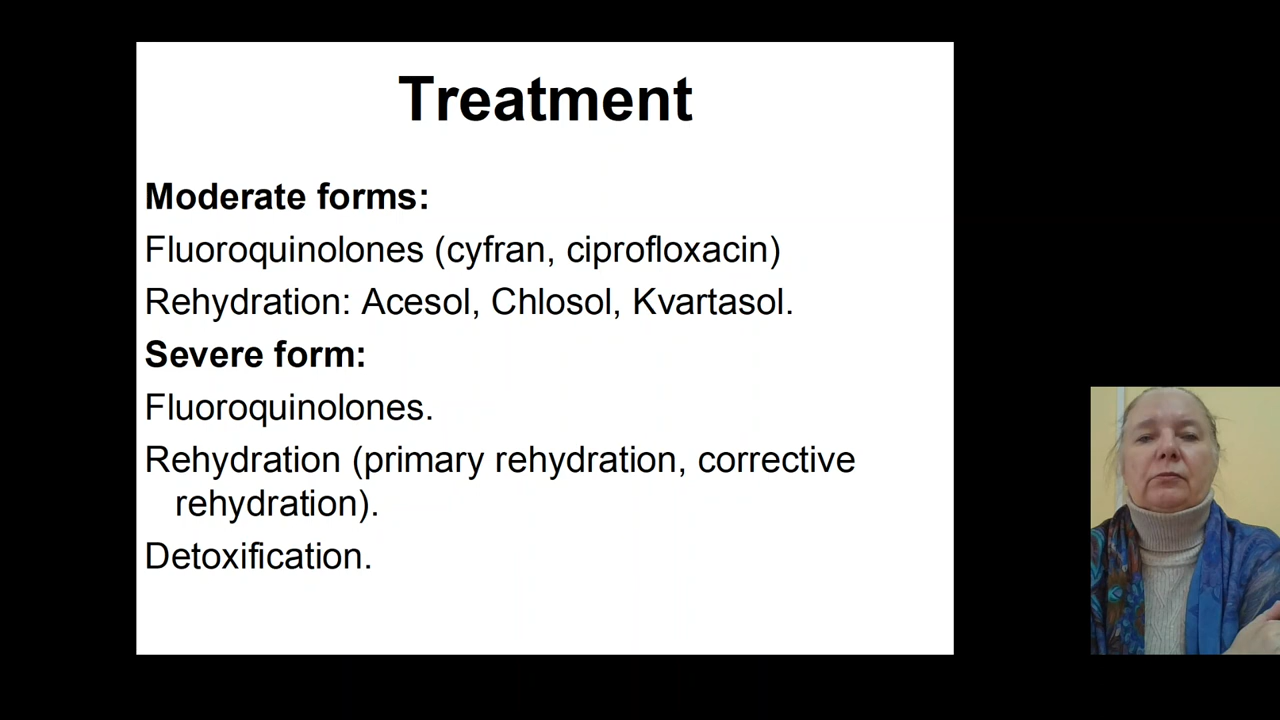 Treatment
Moderate forms:
Fluoroquinolones (cyfran, ciprofloxacin)
Rehydration: Acesol, Chlosol, Kvartasol.
Severe form:
Fluoroquinolones.
Rehydration (primary rehydration, corrective
rehydration).
Detoxification.